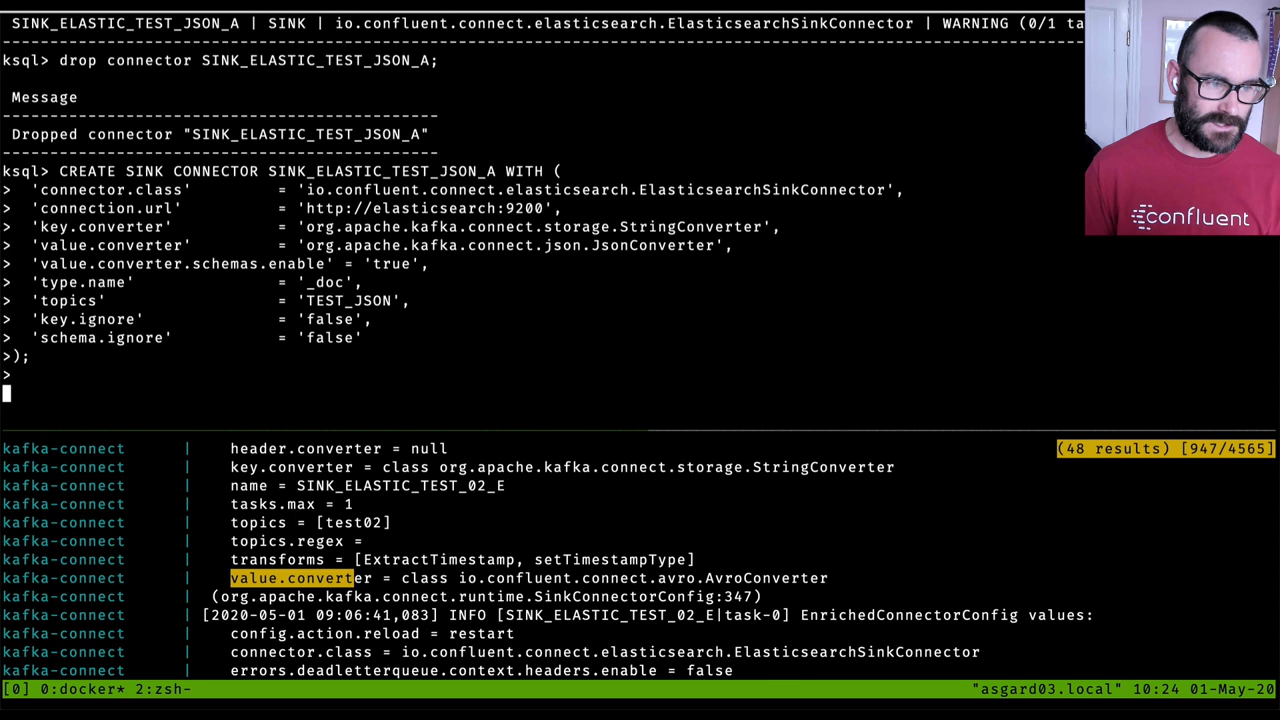 SINK_ELASTIC_TEST_JSON_A | SINK | io.confluent.connect.elasticsearch.ElasticsearchSinkConnector | WARNING (0/1 ta
----------------------------------------------------------------------------------------------------------------
ksql> drop connector SINK_ELASTIC_TEST_JSON_A;
Message
----------------------------------------------
Dropped connector "SINK_ELASTIC_TEST_JSON_A"
----------------------------------------------
ksql> CREATE SINK CONNECTOR SINK_ELASTIC_TEST_JSON_A WITH (
>  'connector.class'         = 'io.confluent.connect.elasticsearch.ElasticsearchSinkConnector',
>  'connection.url'          = 'http://elasticsearch:9200',
>  'key.converter'           = 'org.apache.kafka.connect.storage.StringConverter',
>  'value.converter'         = 'org.apache.kafka.connect.json.JsonConverter',
>  'value.converter.schemas.enable' = 'true',
>  'type.name'               = '_doc',
>  'topics'                  = 'TEST_JSON',
>  'key.ignore'              = 'false',
>  'schema.ignore'           = 'false'
>);
>
confluent
kafka-connect      |    header.converter = null (48 results) [947/4565]
kafka-connect      |    key.converter = class org.apache.kafka.connect.storage.StringConverter
kafka-connect      |    name = SINK_ELASTIC_TEST_02_E
kafka-connect      |    tasks.max = 1
kafka-connect      |    topics = [test02]
kafka-connect      |    topics.regex =
kafka-connect      |    transforms = [ExtractTimestamp, setTimestampType]
kafka-connect      |    value.converter = class io.confluent.connect.avro.AvroConverter
kafka-connect      |  (org.apache.kafka.connect.runtime.SinkConnectorConfig:347)
kafka-connect      | [2020-05-01 09:06:41,083] INFO [SINK_ELASTIC_TEST_02_E|task-0] EnrichedConnectorConfig values:
kafka-connect      |    config.action.reload = restart
kafka-connect      |    connector.class = io.confluent.connect.elasticsearch.ElasticsearchSinkConnector
kafka-connect      |    errors.deadletterqueue.context.headers.enable = false
[0] 0:docker* 2:zsh- "asgard03.local" 10:24 01-May-20